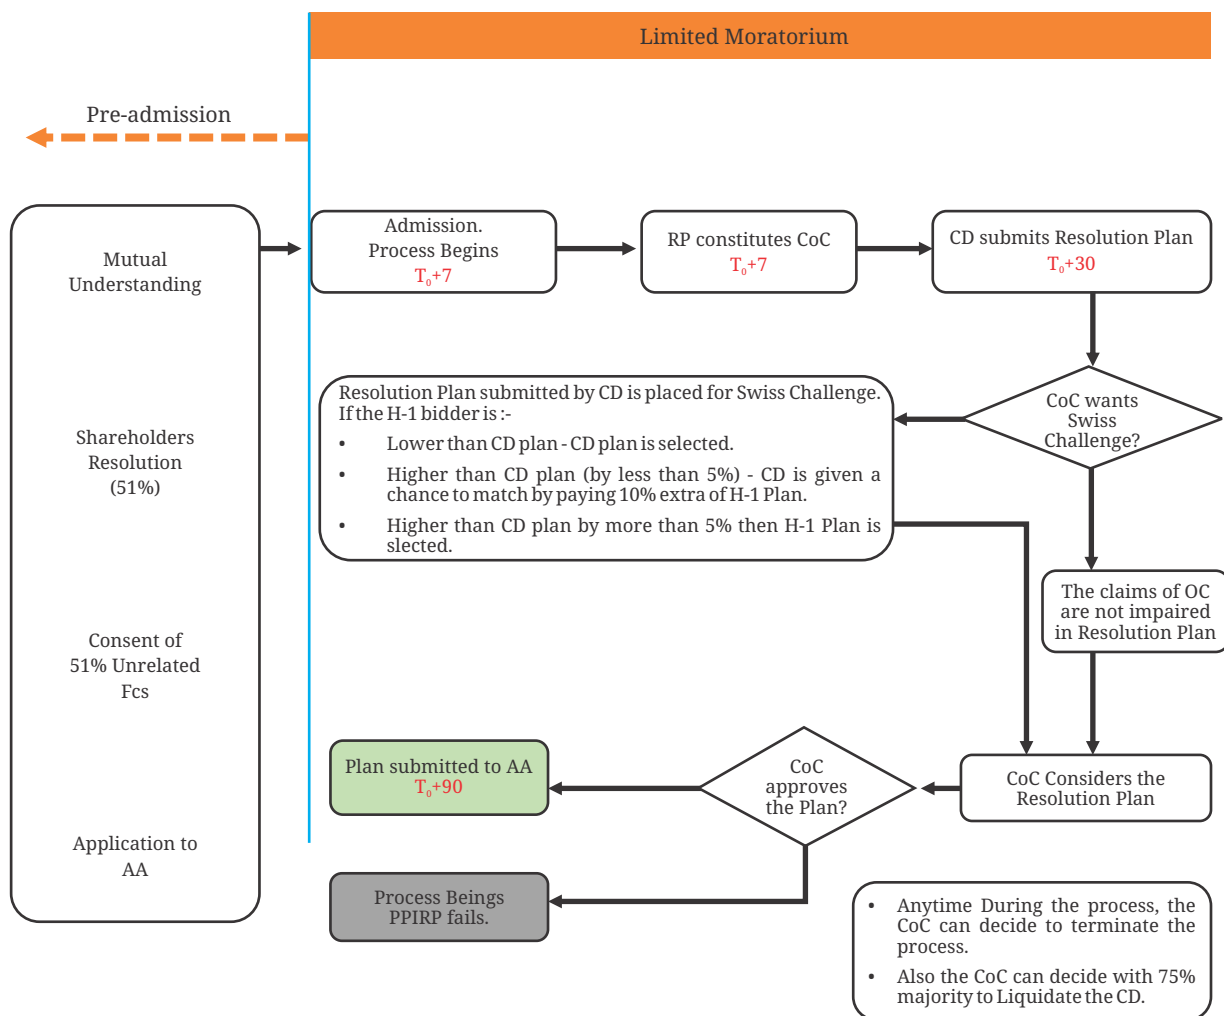 Limited Moratorium
Pre-admission
Mutual
Understanding
Shareholders
Resolution
(51%)
Consent of
51% Unrelated
Fcs
Application to
AA
Admission.
Process Begins
T₀+7
RP constitutes CoC
T₀+7
CD submits Resolution Plan
T₀+30
CoC wants
Swiss
Challenge?
Resolution Plan submitted by CD is placed for Swiss Challenge.
If the H-1 bidder is :-
• Lower than CD plan - CD plan is selected.
• Higher than CD plan (by less than 5%) - CD is given a
chance to match by paying 10% extra of H-1 Plan.
• Higher than CD plan by more than 5% then H-1 Plan is
slected.
The claims of OC
are not impaired
in Resolution Plan
CoC Considers the
Resolution Plan
CoC
approves
the Plan?
Plan submitted to AA
T₀+90
Process Beings
PPIRP fails.
• Anytime During the process, the
CoC can decide to terminate the
process.
• Also the CoC can decide with 75%
majority to Liquidate the CD.